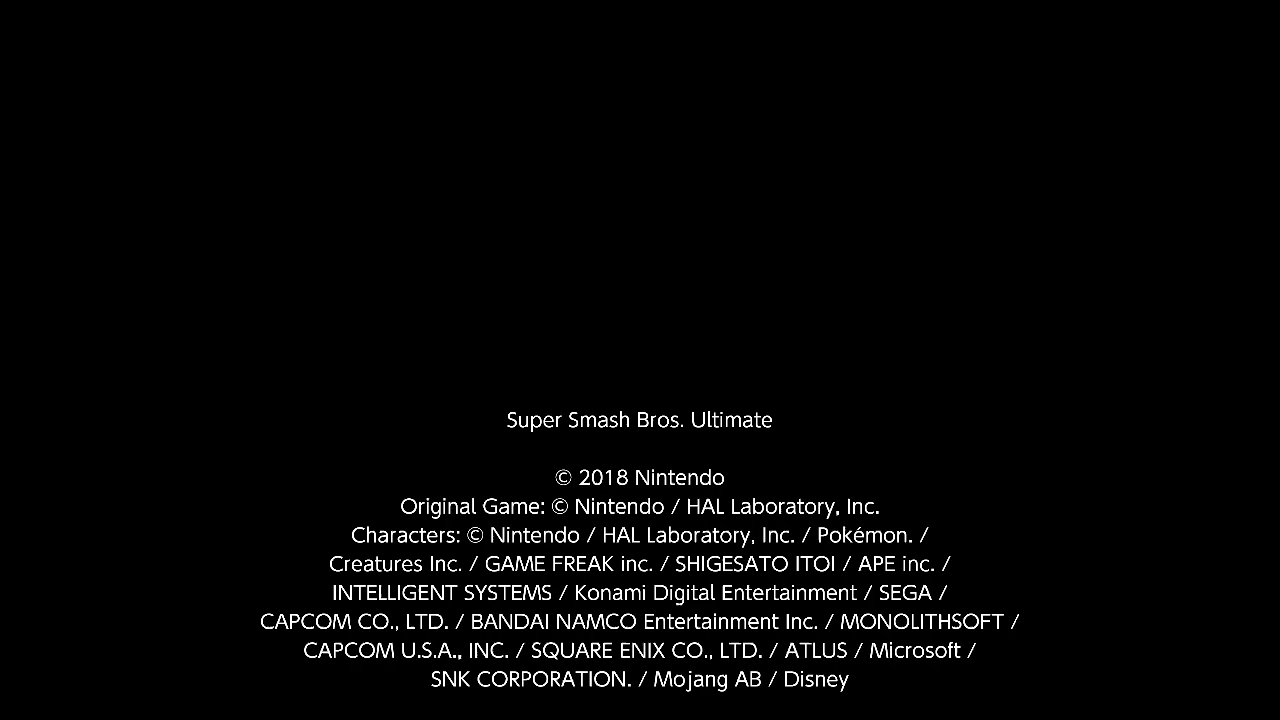 Super Smash Bros. Ultimate
© 2018 Nintendo
Original Game: © Nintendo / HAL Laboratory, Inc.
Characters: © Nintendo / HAL Laboratory, Inc. / Pokémon. /
Creatures Inc. / GAME FREAK inc. / SHIGESATO ITOI / APE inc. /
INTELLIGENT SYSTEMS / Konami Digital Entertainment / SEGA /
CAPCOM CO., LTD. / BANDAI NAMCO Entertainment Inc. / MONOLITHSOFT /
CAPCOM U.S.A., INC. / SQUARE ENIX CO., LTD. / ATLUS / Microsoft /
SNK CORPORATION. / Mojang AB / Disney